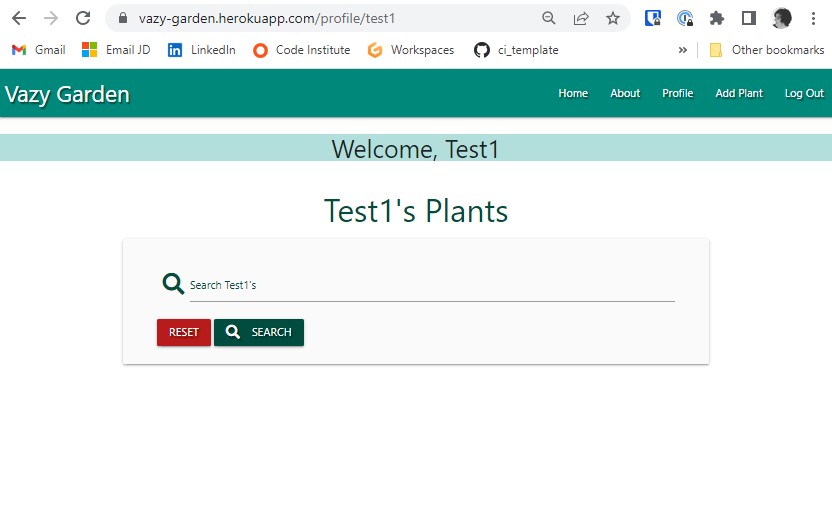 vazy-garden.herokuapp.com/profile/test1
Gmail Email JD LinkedIn Code Institute Workspaces ci_template » Other bookmarks
Vazy Garden Home About Profile Add Plant Log Out
Welcome, Test1
Test1's Plants
Search Test1's
RESET SEARCH